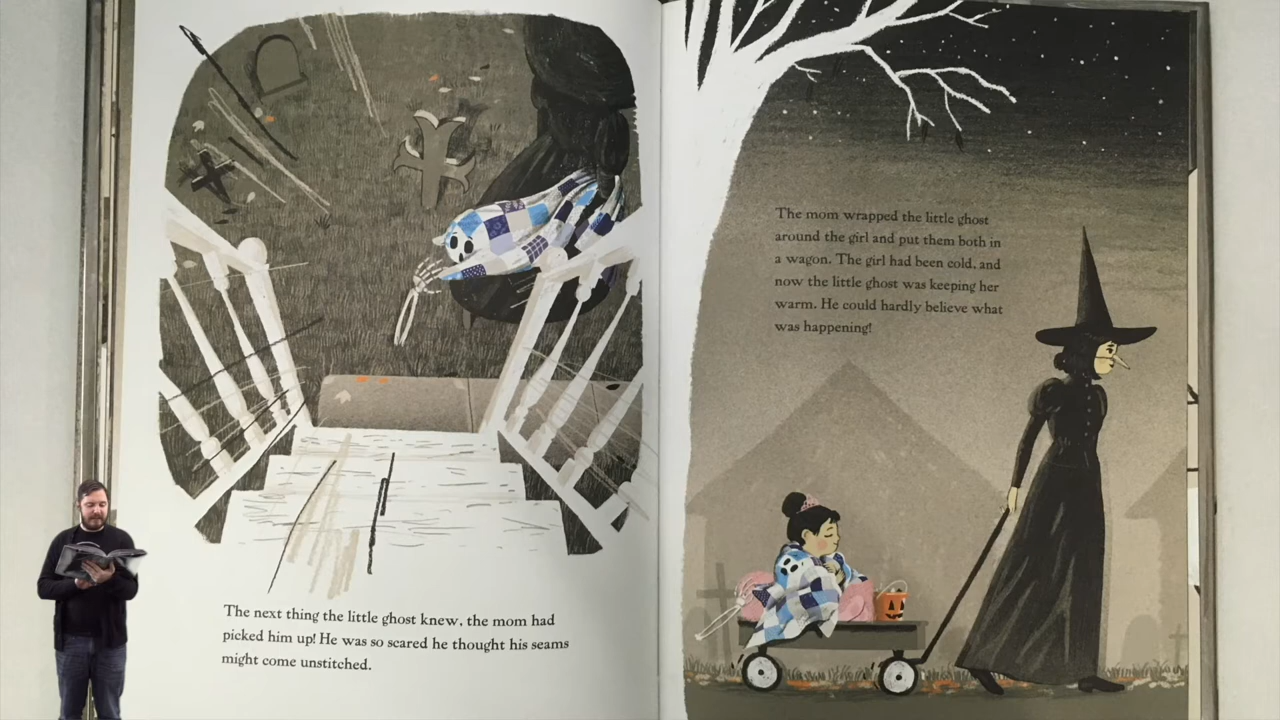 The next thing the little ghost knew, the mom had
picked him up! He was so scared he thought his seams
might come unstitched.
The mom wrapped the little ghost
around the girl and put them both in
a wagon. The girl had been cold, and
now the little ghost was keeping her
warm. He could hardly believe what
was happening!